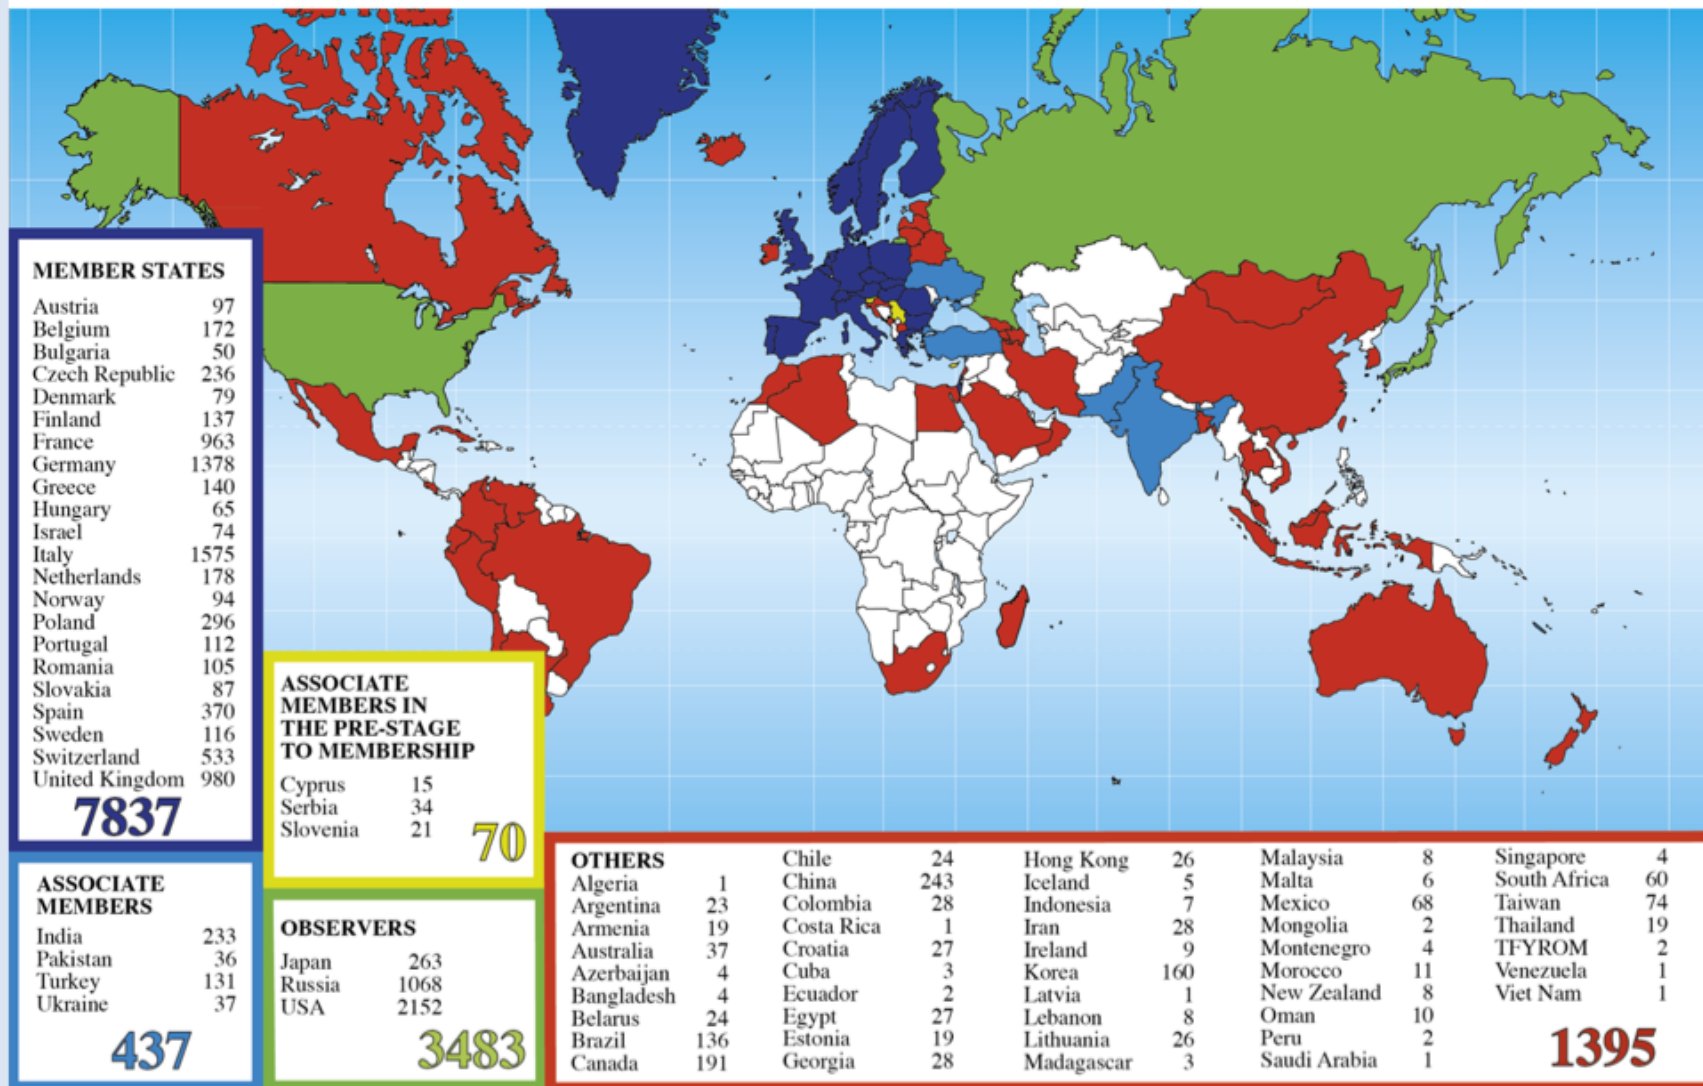 MEMBER STATES
Austria 97
Belgium 172
Bulgaria 50
Czech Republic 236
Denmark 79
Finland 137
France 963
Germany 1378
Greece 140
Hungary 65
Israel 74
Italy 1575
Netherlands 178
Norway 94
Poland 296
Portugal 112
Romania 105
Slovakia 87
Spain 370
Sweden 116
Switzerland 533
United Kingdom 980
7837
ASSOCIATE
MEMBERS
India 233
Pakistan 36
Turkey 131
Ukraine 37
437
ASSOCIATE
MEMBERS IN
THE PRE-STAGE
TO MEMBERSHIP
Cyprus 15
Serbia 34
Slovenia 21
70
OBSERVERS
Japan 263
Russia 1068
USA 2152
3483
OTHERS
Algeria 1
Argentina 23
Armenia 19
Australia 37
Azerbaijan 4
Bangladesh 4
Belarus 24
Brazil 136
Canada 191
Chile 24
China 243
Colombia 28
Costa Rica 1
Croatia 27
Cuba 3
Ecuador 2
Egypt 27
Estonia 19
Georgia 28
Hong Kong 26
Iceland 5
Indonesia 7
Iran 28
Ireland 9
Korea 160
Latvia 1
Lebanon 8
Lithuania 26
Madagascar 3
Malaysia 8
Malta 6
Mexico 68
Mongolia 2
Montenegro 4
Morocco 11
New Zealand 8
Oman 10
Peru 2
Saudi Arabia 1
Singapore 4
South Africa 60
Taiwan 74
Thailand 19
TFYROM 2
Venezuela 1
Viet Nam 1
1395